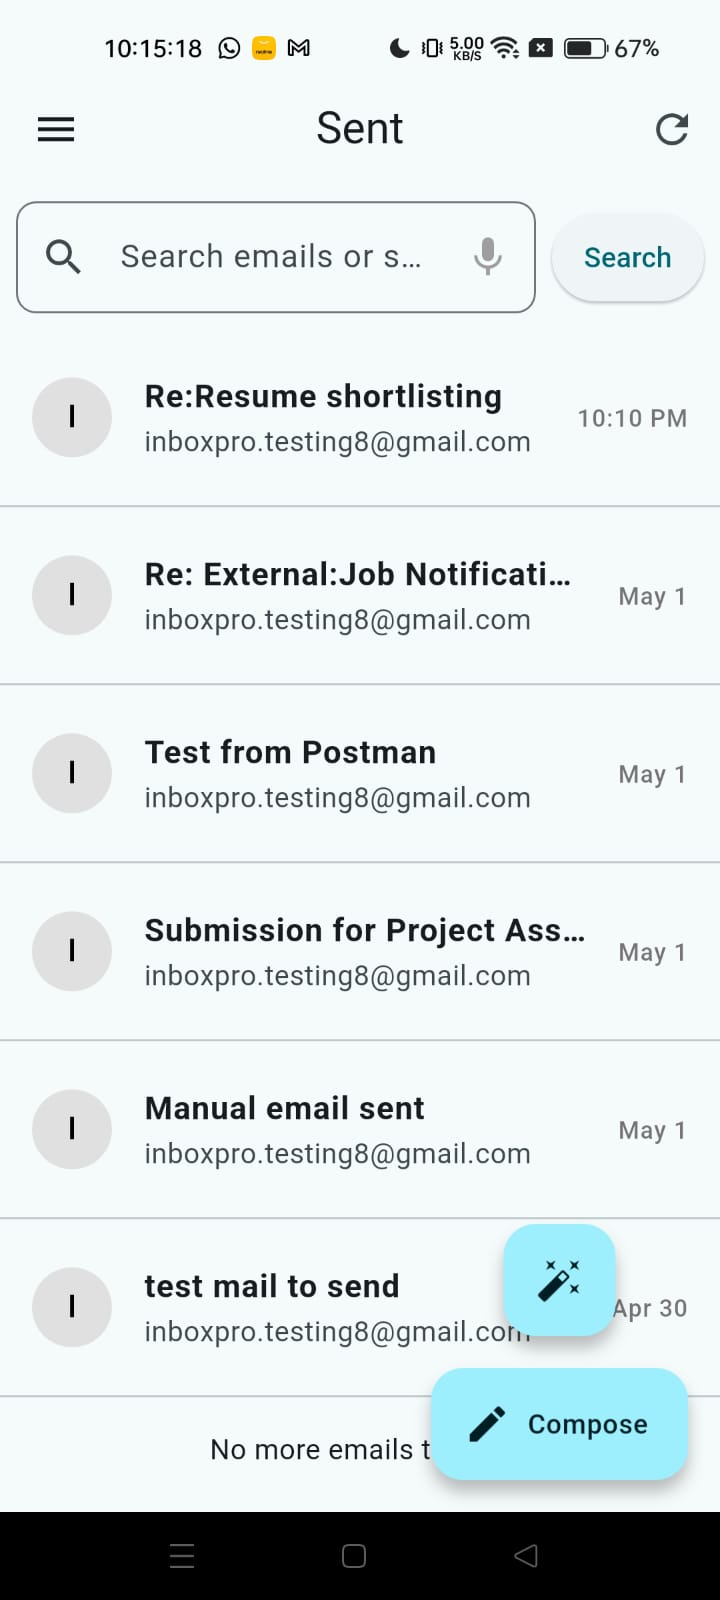 10:15:18 5.00 KB/S 67%
Sent
Search emails or s... Search
I
Re:Resume shortlisting
inboxpro.testing8@gmail.com
10:10 PM
I
Re: External:Job Notificati...
inboxpro.testing8@gmail.com
May 1
I
Test from Postman
inboxpro.testing8@gmail.com
May 1
I
Submission for Project Ass...
inboxpro.testing8@gmail.com
May 1
I
Manual email sent
inboxpro.testing8@gmail.com
May 1
I
test mail to send
inboxpro.testing8@gmail.com
Apr 30
No more emails
Compose